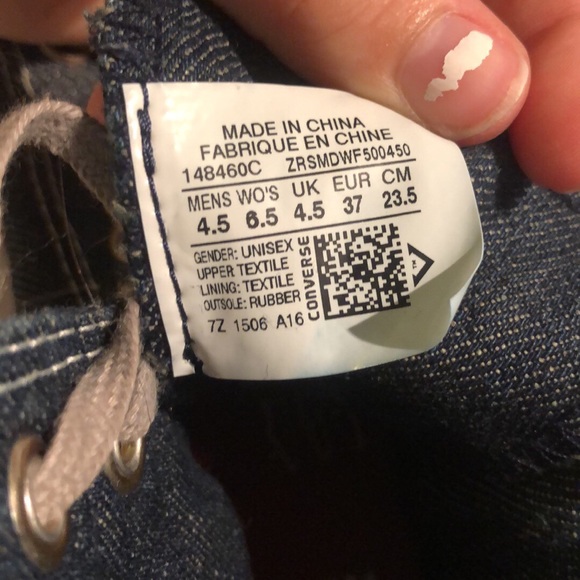 MADE IN CHINA
FABRIQUE EN CHINE
148460C ZRSMDWF500450
MENS WO'S UK EUR CM
4.5 6.5 4.5 37 23.5
GENDER: UNISEX
UPPER: TEXTILE
LINING: TEXTILE
OUTSOLE: RUBBER
CONVERSE
7Z 1506 A16